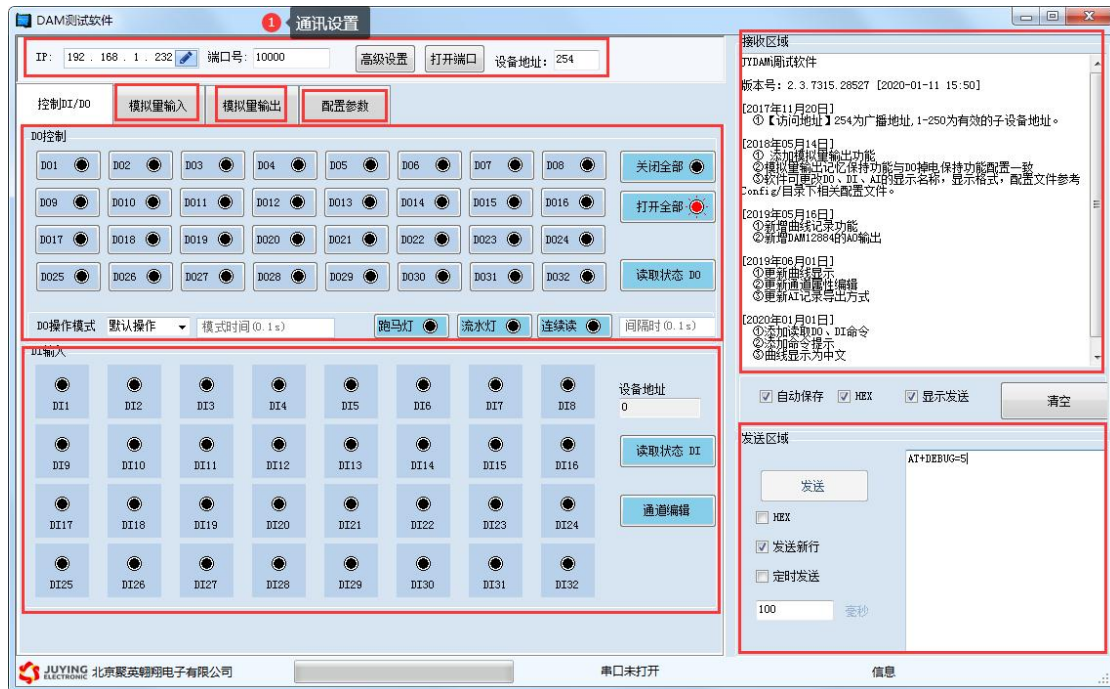 DAM测试软件
1 通讯设置
IP: 192 . 168 . 1 . 232 端口号: 10000 高级设置 打开端口 设备地址: 254
控制DI/DO 模拟量输入 模拟量输出 配置参数
DO控制
DO1 DO2 DO3 DO4 DO5 DO6 DO7 DO8 关闭全部
DO9 DO10 DO11 DO12 DO13 DO14 DO15 DO16 打开全部
DO17 DO18 DO19 DO20 DO21 DO22 DO23 DO24
DO25 DO26 DO27 DO28 DO29 DO30 DO31 DO32 读取状态 DO
DO操作模式 默认操作 模式时间(0.1s) 跑马灯 流水灯 连续读 间隔时(0.1s)
DI输入
DI1 DI2 DI3 DI4 DI5 DI6 DI7 DI8
设备地址
0
DI9 DI10 DI11 DI12 DI13 DI14 DI15 DI16
读取状态 DI
DI17 DI18 DI19 DI20 DI21 DI22 DI23 DI24
通道编辑
DI25 DI26 DI27 DI28 DI29 DI30 DI31 DI32
接收区域
JYDAM调试软件
版本号: 2.3.7315.28527 [2020-01-11 15:50]
[2017年11月20日]
①【访问地址】254为广播地址,1-250为有效的子设备地址。
[2018年05月14日]
① 添加模拟量输出功能
②模拟量输出记忆保持功能与DO掉电保持功能配置一致
③软件可更改DO、DI、AI的显示名称，显示格式，配置文件参考
Config/目录下相关配置文件。
[2019年05月16日]
①新增曲线记录功能
②新增DAM12884的AO输出
[2019年06月01日]
①更新曲线显示
②更新通道属性编辑
③更新AI记录导出方式
[2020年01月01日]
①添加读取DO、DI命令
②添加命令提示
③曲线显示为中文
自动保存 HEX 显示发送 清空
发送区域
AT+DEBUG=5
发送
HEX
发送新行
定时发送
100 毫秒
JUYING ELECTRONIC 北京聚英翱翔电子有限公司 串口未打开 信息